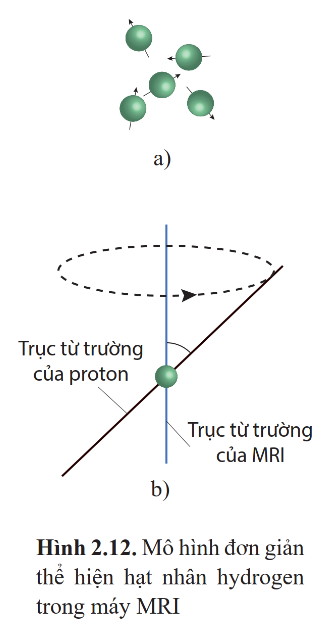 a)
Trục từ trường
của proton
Trục từ trường
của MRI
b)
Hình 2.12. Mô hình đơn giản
thể hiện hạt nhân hydrogen
trong máy MRI